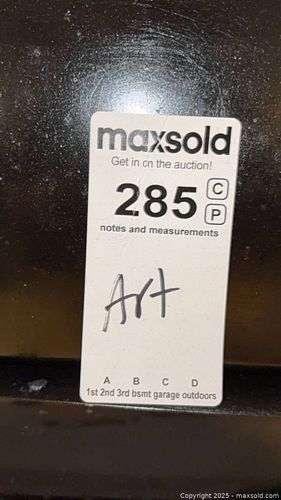 maxsold
Get in on the auction!
285 C
P
notes and measurements
Art
A B C D
1st 2nd 3rd bsmt garage outdoors
Copyright © 2025 - maxsold.com